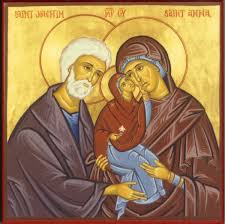 SAINT JOACHIM ΜΡ ΘΥ SAINT ANNA